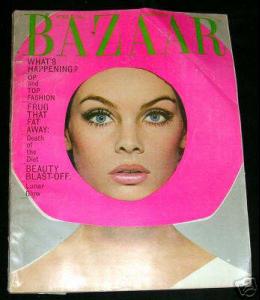 BAZAAR
WHAT'S
HAPPENING?
OP
and
TOP
FASHION
FRUG
THAT
FAT
AWAY:
Death
of the
Diet
BEAUTY
BLAST-OFF:
Lunar
Glow